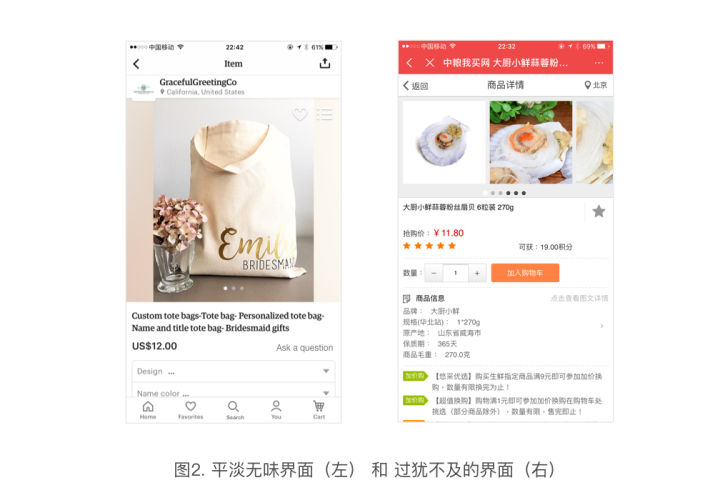 中国移动 22:42 61%
Item
GracefulGreetingCo
California, United States
Emily
BRIDESMA
Custom tote bags-Tote bag- Personalized tote bag-
Name and title tote bag- Bridesmaid gifts
US$12.00 Ask a question
Design ...
Name color ...
Home Favorites Search You Cart
中国移动 22:32 69%
中粮我买网 大厨小鲜蒜蓉粉... ...
返回 商品详情 北京
大厨小鲜蒜蓉粉丝扇贝 6粒装 270g
抢购价：￥11.80
可获：19.00积分
数量： － 1 + 加入购物车
商品信息 点击查看图文详情
品牌： 大厨小鲜
规格(华北站)： 1*270g
原产地： 山东省威海市
保质期： 365天
商品毛重： 270.0克
加价购 【悠采优选】购买生鲜指定商品满9元即可参加加价换
购，数量有限换完为止！
加价购 【超值换购】购物满1元即可参加加价换购在购物车处
挑选（部分商品除外），数量有限，售完即止！
图2. 平淡无味界面（左） 和 过犹不及的界面（右）